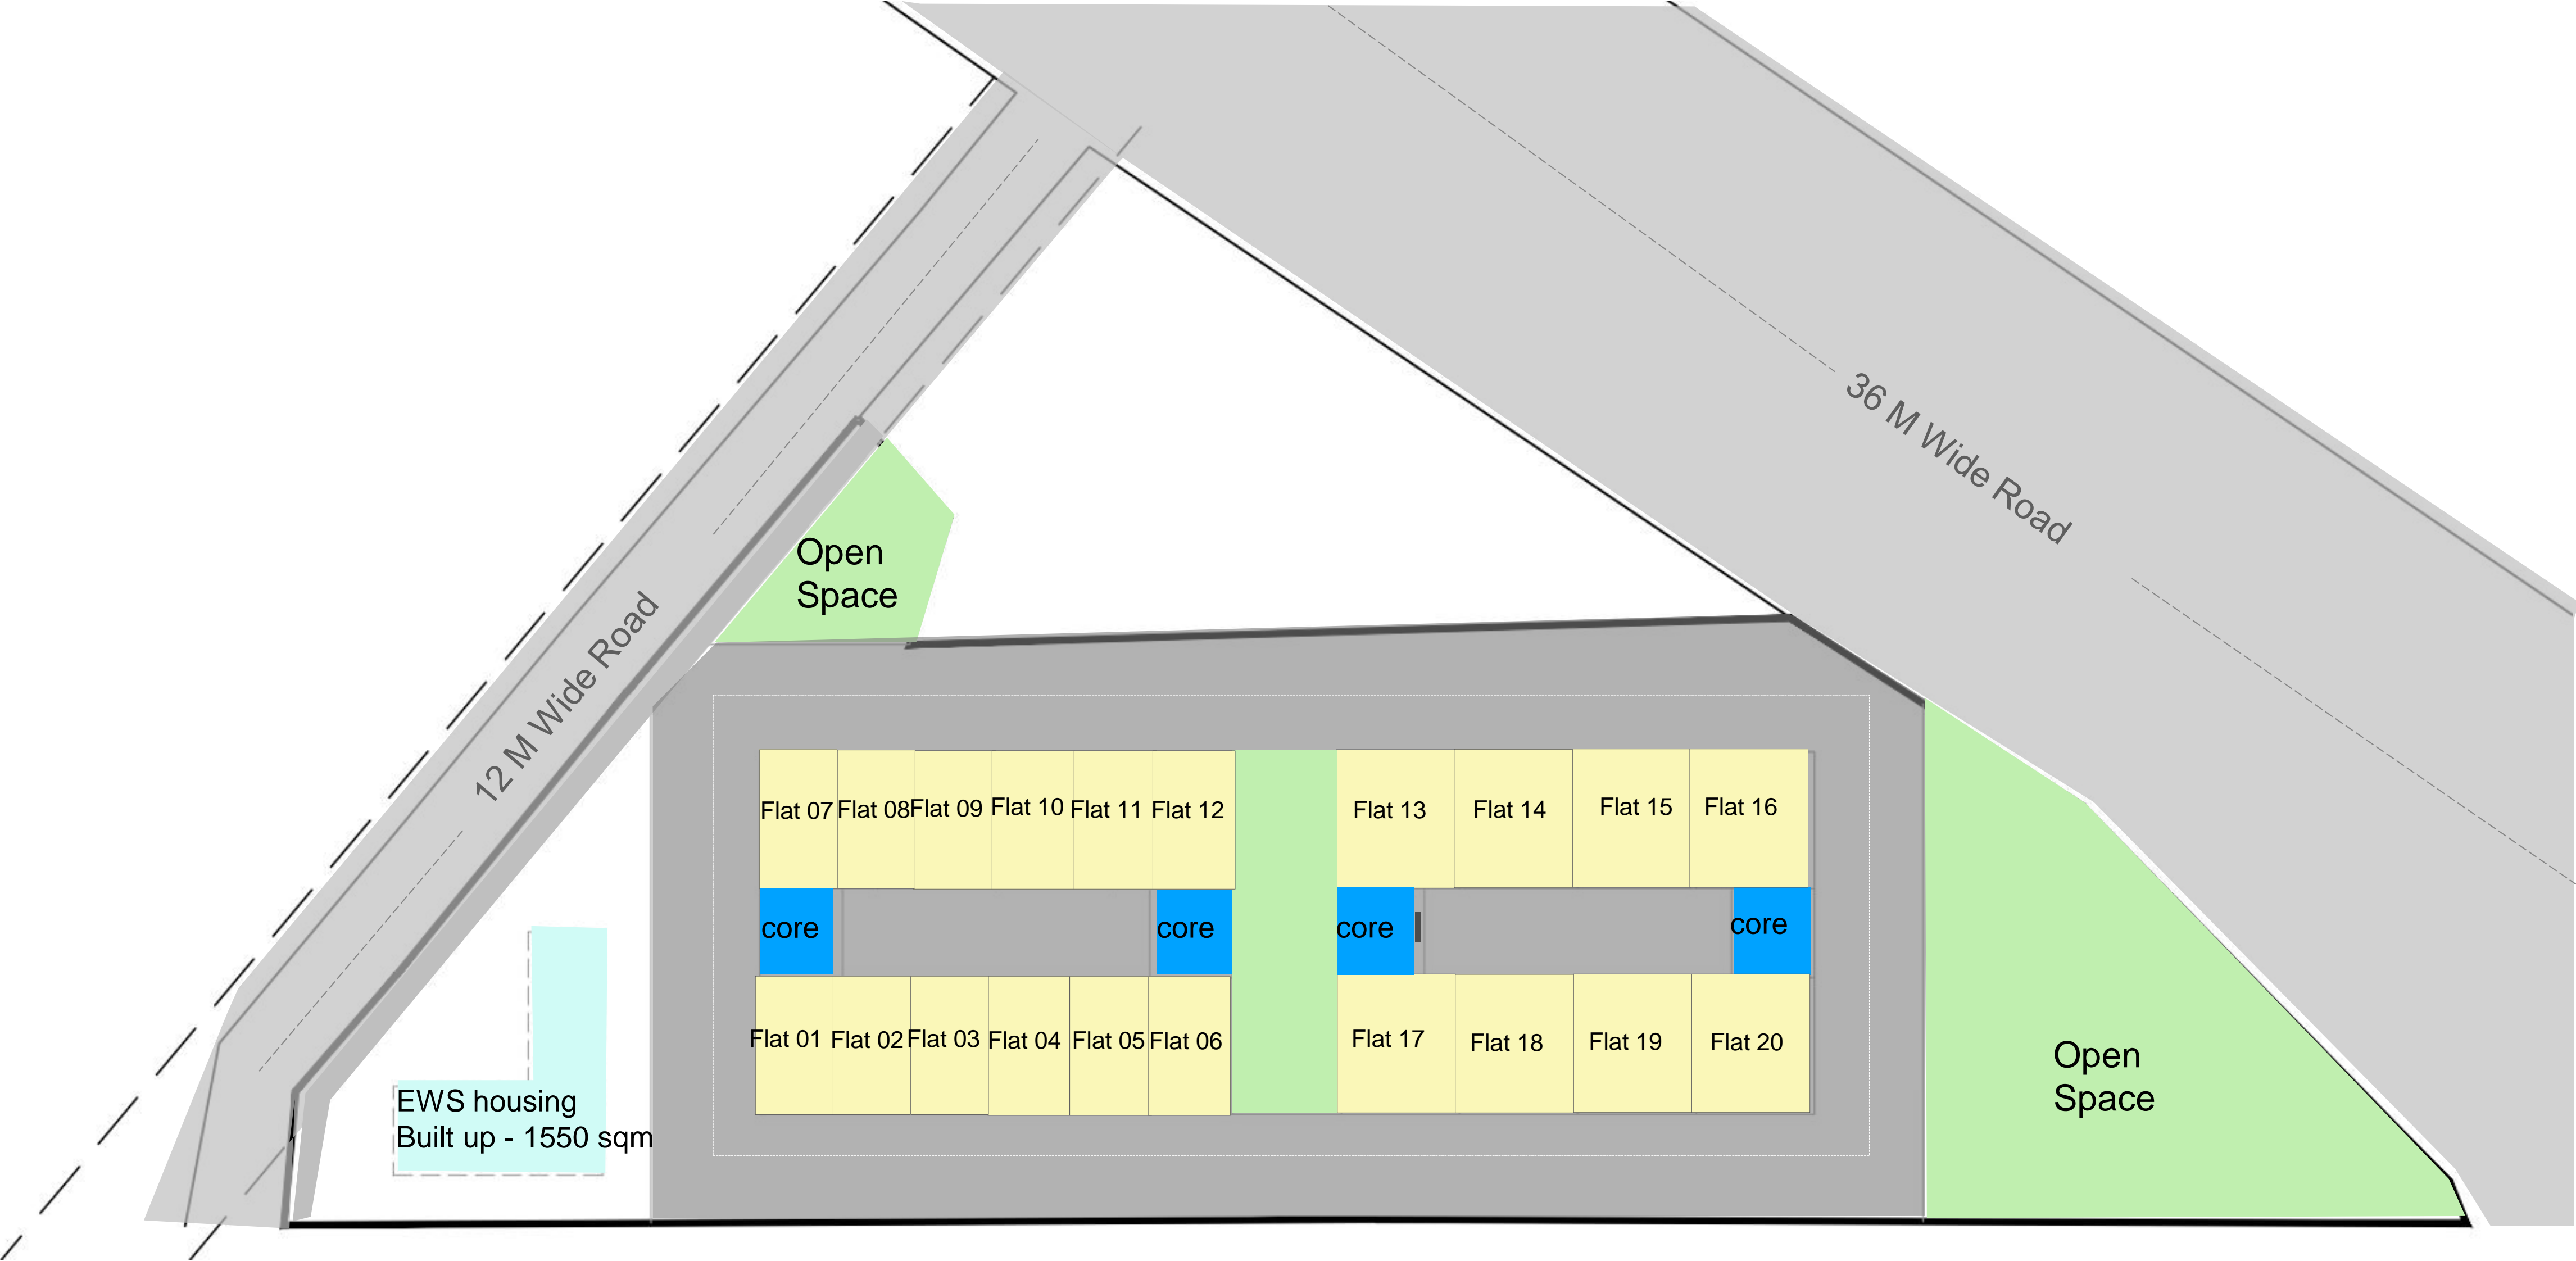 36 M Wide Road
12 M Wide Road
Open
Space
Flat 07
Flat 08
Flat 09
Flat 10
Flat 11
Flat 12
Flat 13
Flat 14
Flat 15
Flat 16
core
core
core
core
Flat 01
Flat 02
Flat 03
Flat 04
Flat 05
Flat 06
Flat 17
Flat 18
Flat 19
Flat 20
Open
Space
EWS housing
Built up - 1550 sqm